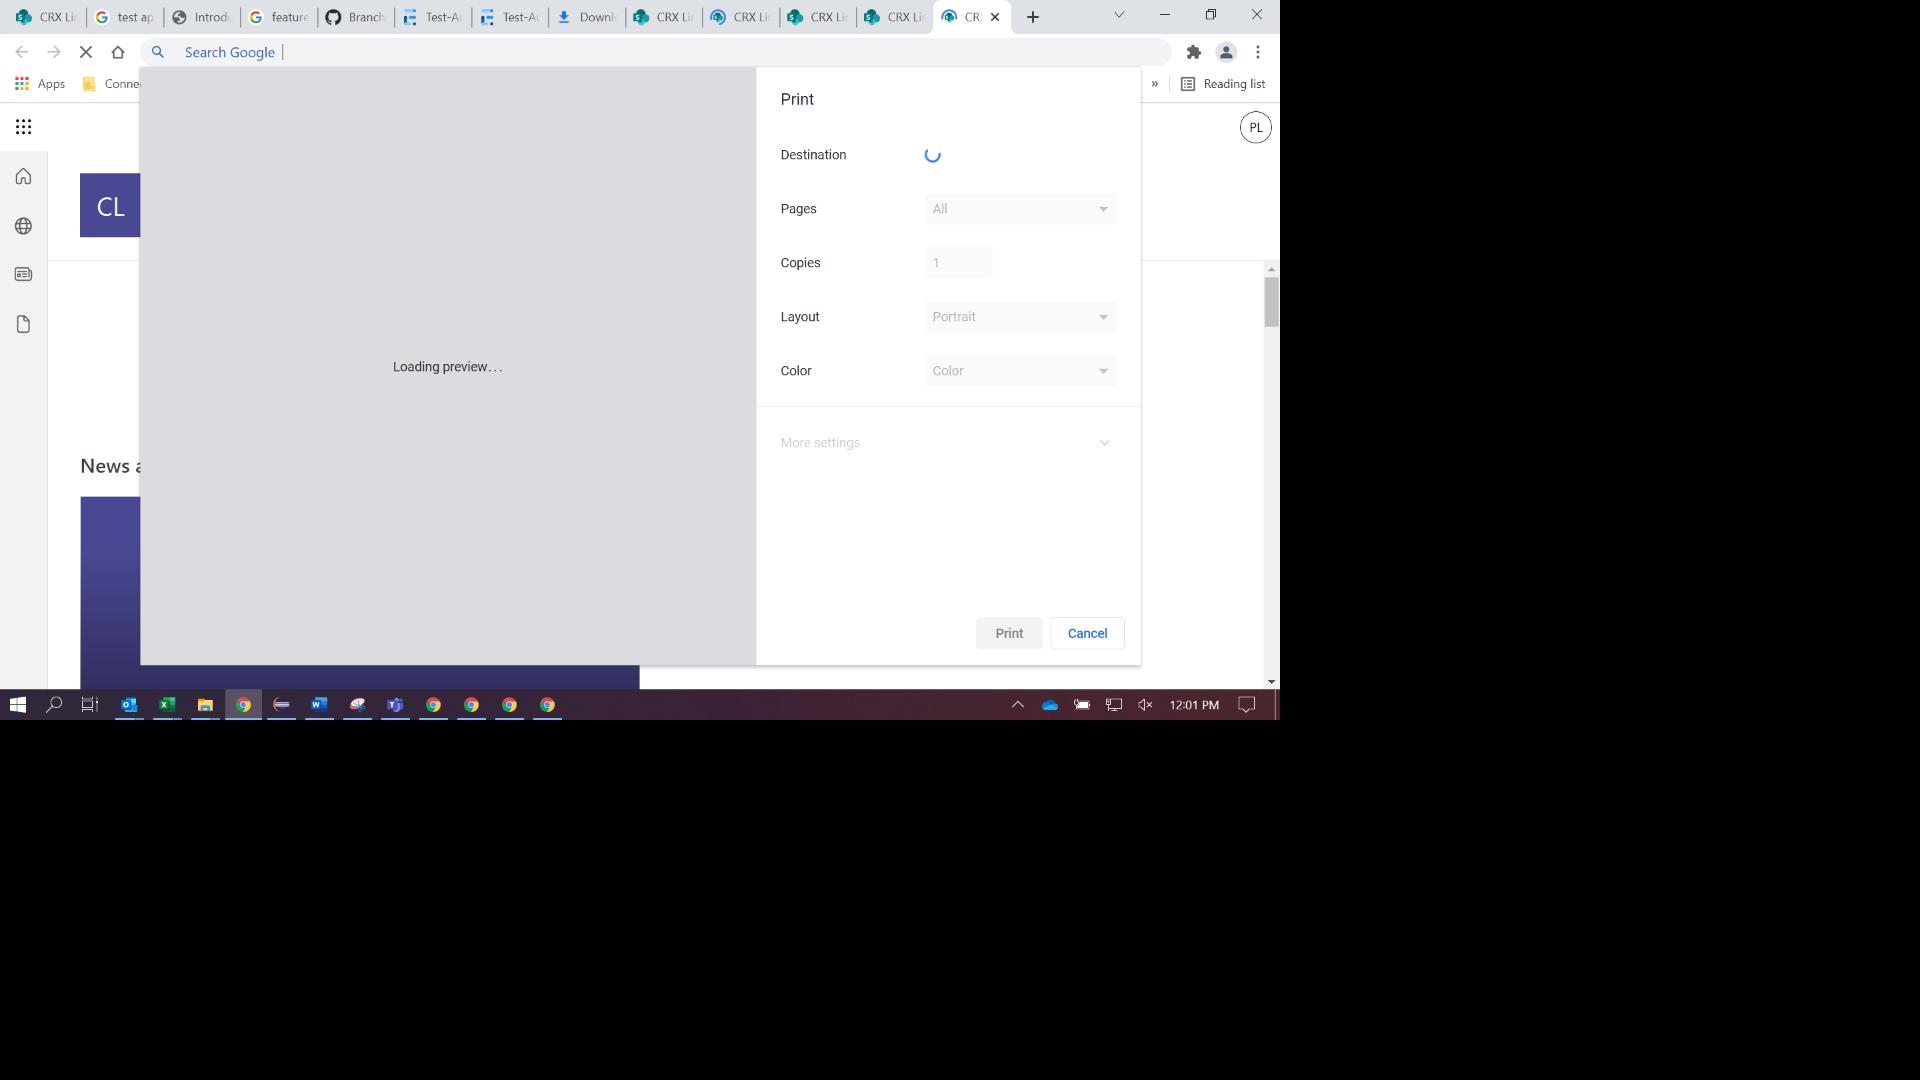 CRX Li
test ap
Introdu
feature
Branch
Test-Au
Test-Au
Downl
CRX Li
CRX Li
CRX Li
CRX Li
CR
Search Google
Apps
Conne
»
Reading list
PL
CL
News a
Print
Destination
Pages
All
Copies
1
Layout
Portrait
Color
Color
More settings
Loading preview...
Print
Cancel
12:01 PM